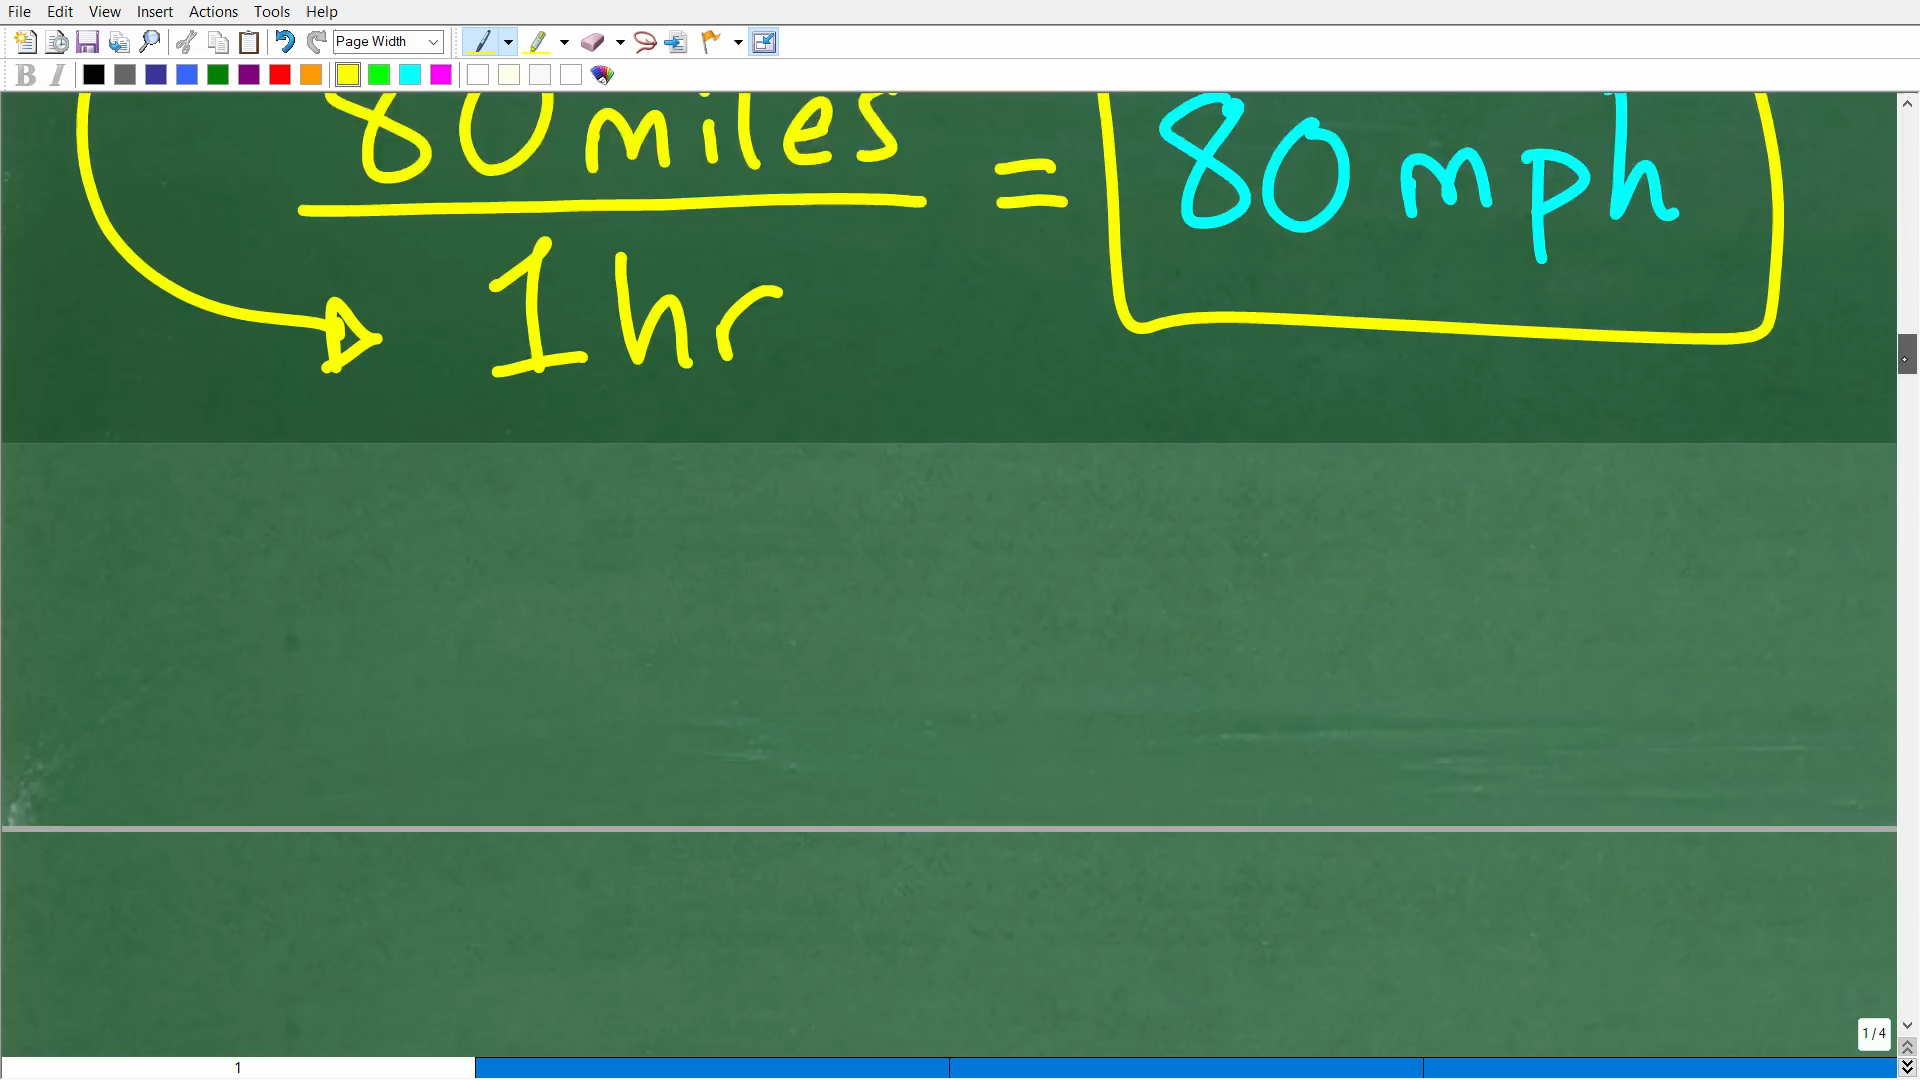 File Edit View Insert Actions Tools Help
Page Width
B I
80 miles = 80 mph
1 hr
1 / 4
1